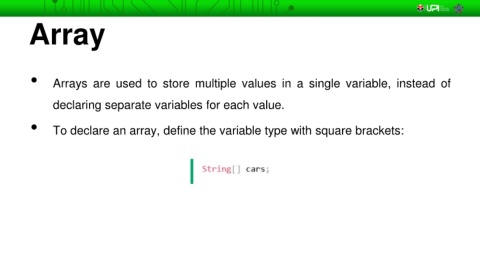 UPI
Array
• Arrays are used to store multiple values in a single variable, instead of
declaring separate variables for each value.
• To declare an array, define the variable type with square brackets:
String[] cars;